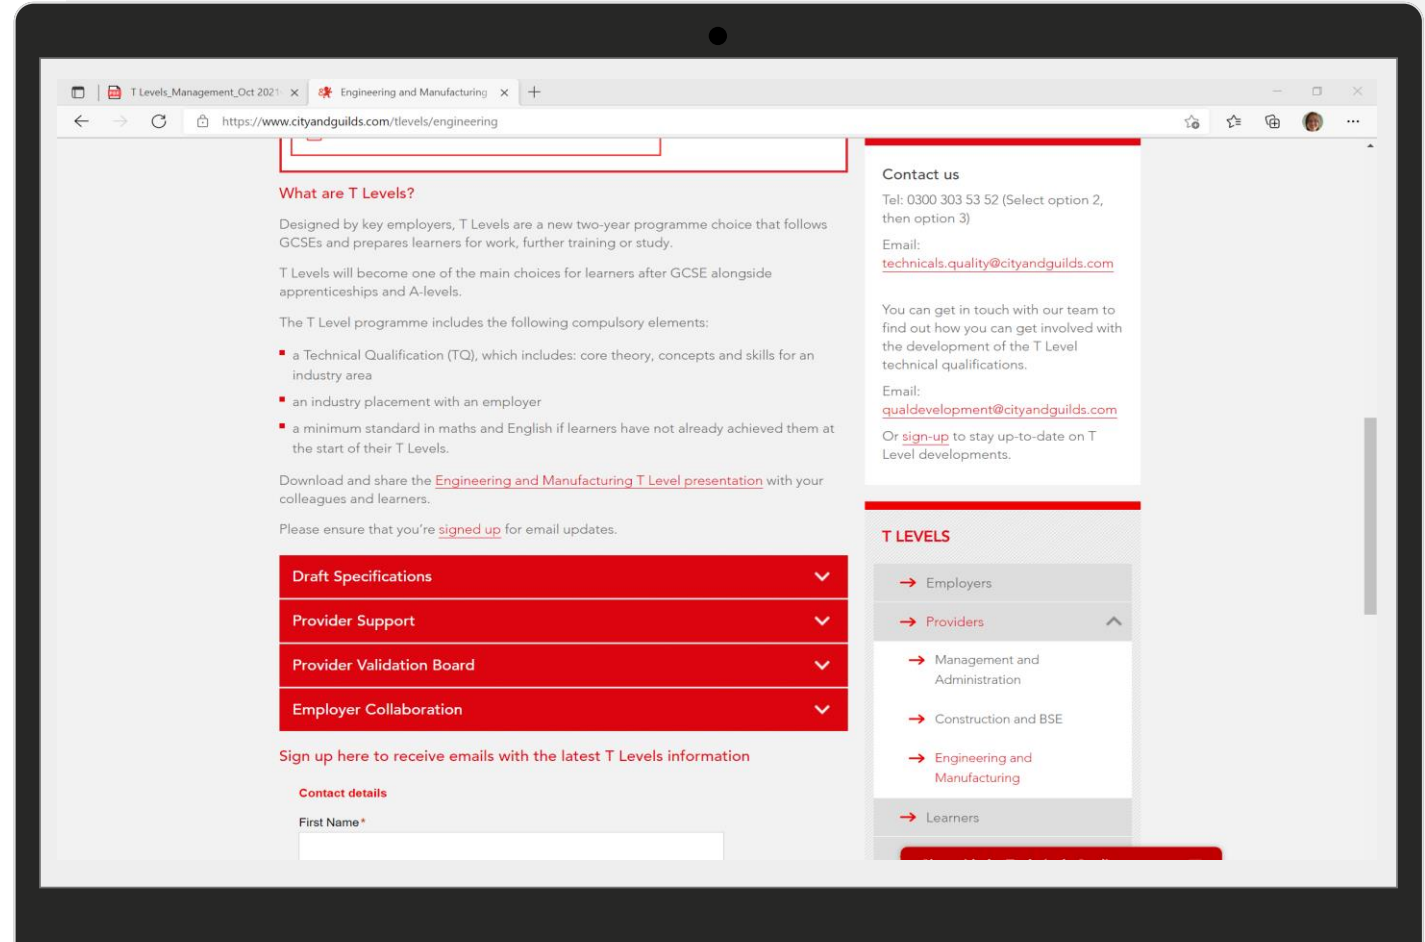 T Levels_Management_Oct 2021
Engineering and Manufacturing
https://www.cityandguilds.com/tlevels/engineering
What are T Levels?
Designed by key employers, T Levels are a new two-year programme choice that follows
GCSEs and prepares learners for work, further training or study.
T Levels will become one of the main choices for learners after GCSE alongside
apprenticeships and A-levels.
The T Level programme includes the following compulsory elements:
a Technical Qualification (TQ), which includes: core theory, concepts and skills for an
industry area
an industry placement with an employer
a minimum standard in maths and English if learners have not already achieved them at
the start of their T Levels.
Download and share the Engineering and Manufacturing T Level presentation with your
colleagues and learners.
Please ensure that you're signed up for email updates.
Draft Specifications
Provider Support
Provider Validation Board
Employer Collaboration
Sign up here to receive emails with the latest T Levels information
Contact details
First Name*
Contact us
Tel: 0300 303 53 52 (Select option 2,
then option 3)
Email:
technicals.quality@cityandguilds.com
You can get in touch with our team to
find out how you can get involved with
the development of the T Level
technical qualifications.
Email:
qualdevelopment@cityandguilds.com
Or sign-up to stay up-to-date on T
Level developments.
T LEVELS
Employers
Providers
Management and
Administration
Construction and BSE
Engineering and
Manufacturing
Learners